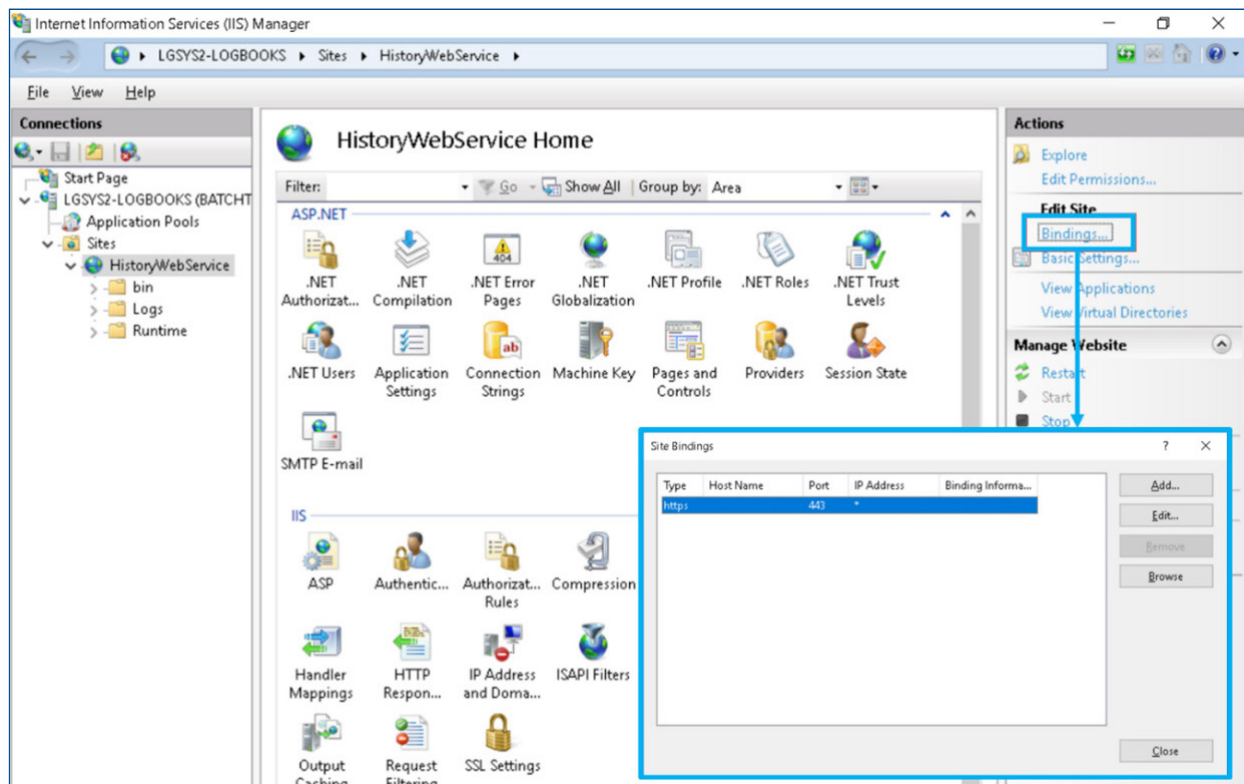 Internet Information Services (IIS) Manager
LGSYS2-LOGBOOKS Sites HistoryWebService
File View Help
Connections
Start Page
LGSYS2-LOGBOOKS (BATCHT
Application Pools
Sites
HistoryWebService
bin
Logs
Runtime
HistoryWebService Home
Filter: Go Show All Group by: Area
ASP.NET
.NET Authorizat...
.NET Compilation
.NET Error Pages
.NET Globalization
.NET Profile
.NET Roles
.NET Trust Levels
.NET Users
Application Settings
Connection Strings
Machine Key
Pages and Controls
Providers
Session State
SMTP E-mail
IIS
ASP
Authentic...
Authorizat... Rules
Compression
Handler Mappings
HTTP Respon...
IP Address and Doma...
ISAPI Filters
Output Caching
Request Filtering
SSL Settings
Actions
Explore
Edit Permissions...
Edit Site
Bindings...
Basic Settings...
View Applications
View Virtual Directories
Manage Website
Restart
Start
Stop
Site Bindings
Type Host Name Port IP Address Binding Informa...
https 443 *
Add...
Edit...
Remove
Browse
Close